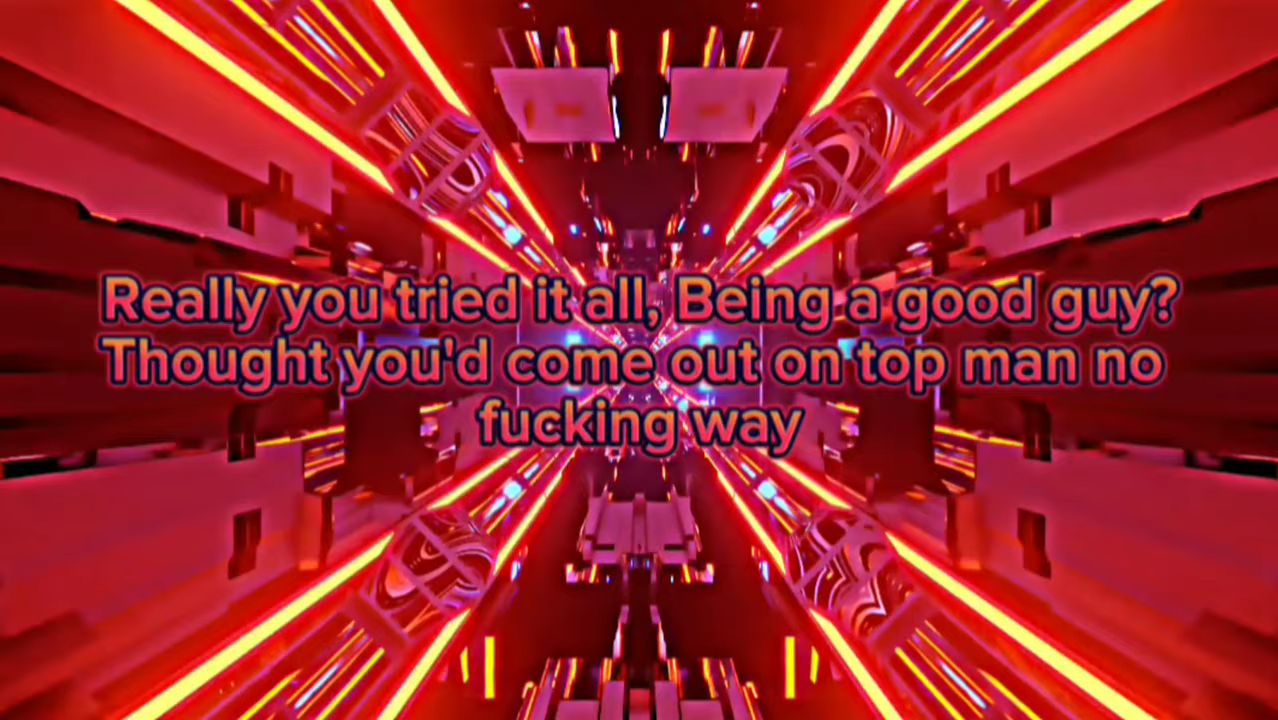 Really you tried it all, Being a good guy?
Thought you'd come out on top man no
fucking way